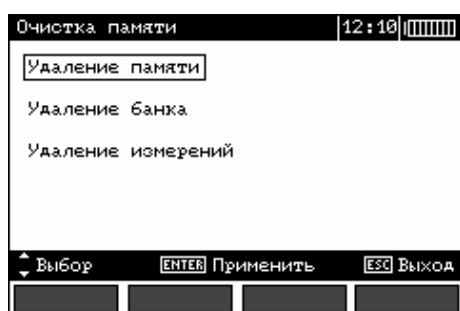 Очистка памяти 12:10
Удаление памяти
Удаление банка
Удаление измерений
Выбор ENTER Применить ESC Выход